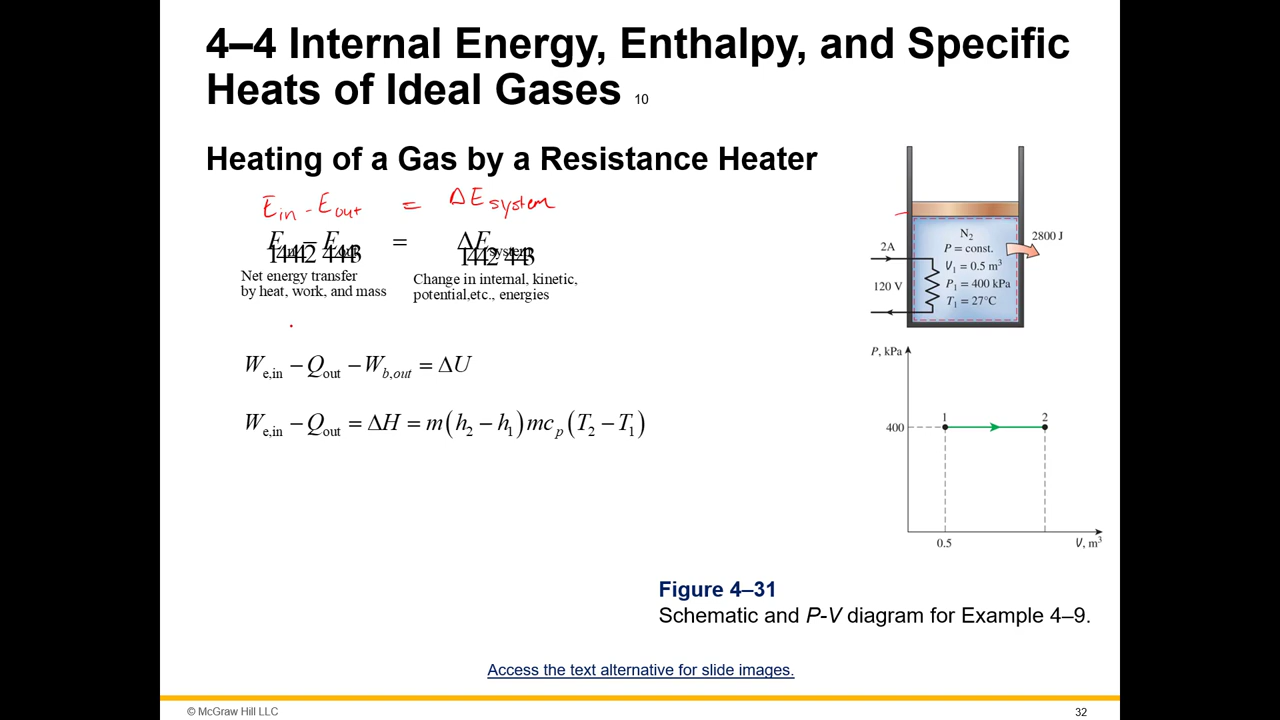 4–4 Internal Energy, Enthalpy, and Specific
Heats of Ideal Gases 10
Heating of a Gas by a Resistance Heater
Ein - Eout = ΔEsystem
=
Net energy transfer
by heat, work, and mass
Change in internal, kinetic,
potential,etc., energies
We,in − Qout − Wb,out = ΔU
We,in − Qout = ΔH = m(h2 − h1)mcp(T2 − T1)
N2
P = const.
V1 = 0.5 m³
P1 = 400 kPa
T1 = 27°C
2A
120 V
2800 J
P, kPa
1
2
400
0.5
V, m³
Figure 4–31
Schematic and P-V diagram for Example 4–9.
Access the text alternative for slide images.
© McGraw Hill LLC
32